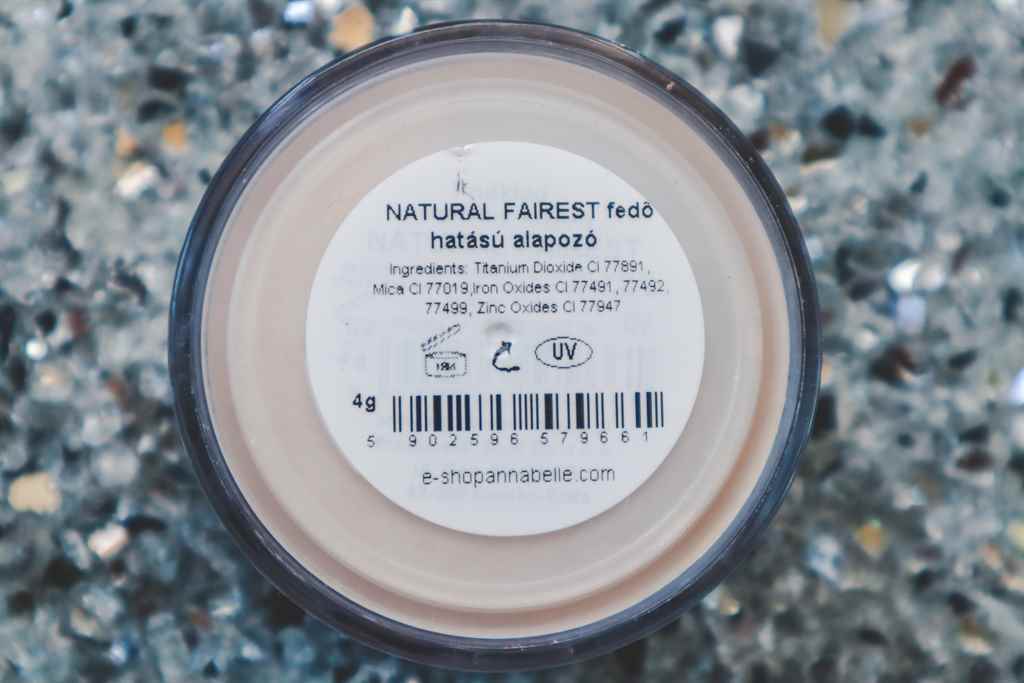 NATURAL FAIREST fedõ
hatású alapozó
Ingredients: Titanium Dioxide CI 77891,
Mica CI 77019,Iron Oxides CI 77491, 77492,
77499, Zinc Oxides CI 77947
UV
4g
5 902596 579661
e-shopannabelle.com